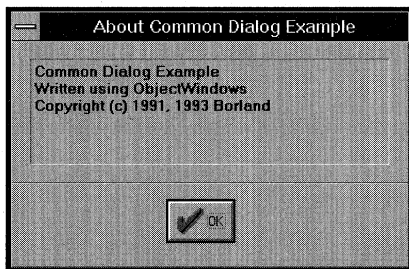 About Common Dialog Example
Common Dialog Example
Written using ObjectWindows
Copyright (c) 1991, 1993 Borland
OK